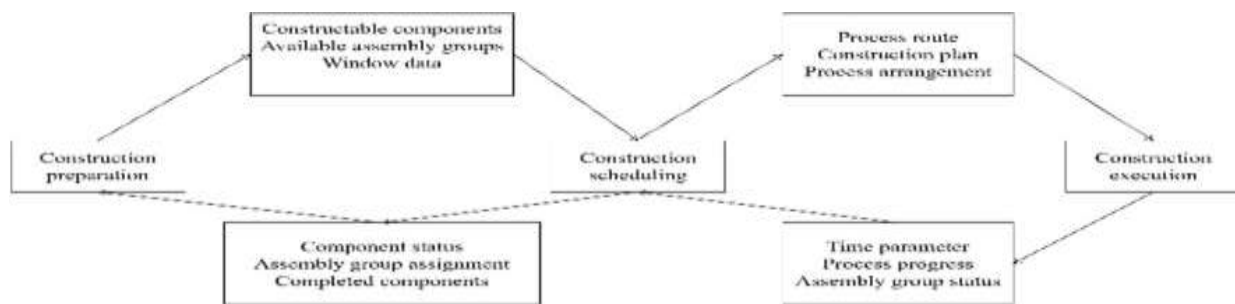 Constructable components
Available assembly groups
Window data
Process route
Construction plan
Process arrangement
Construction
preparation
Construction
scheduling
Construction
execution
Component status
Assembly group assignment
Completed components
Time parameter
Process progress
Assembly group status